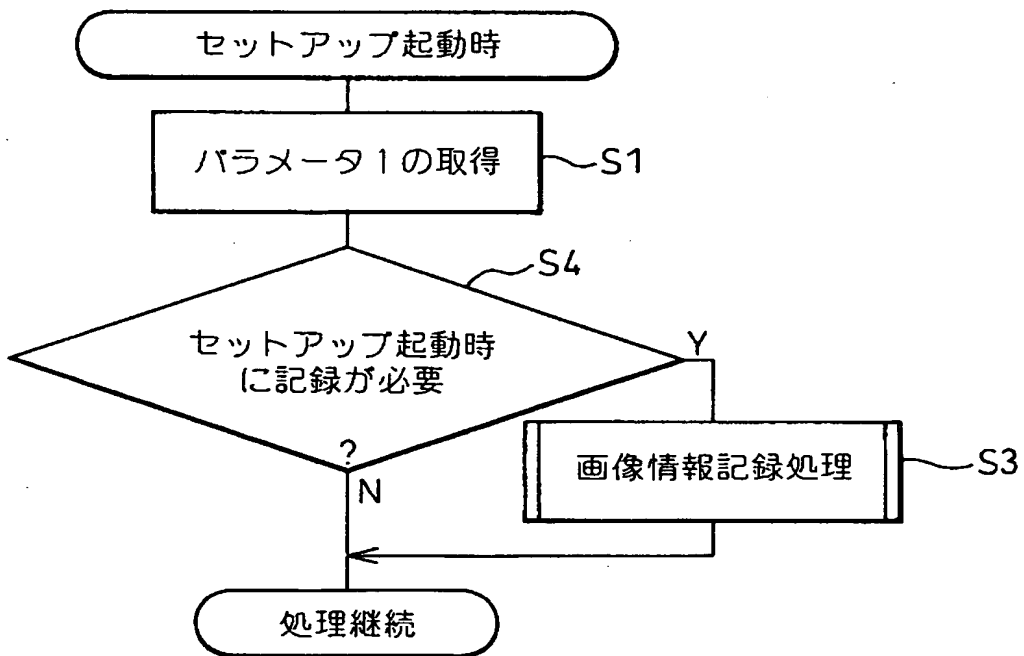 セットアップ起動時
パラメータ1の取得
S1
S4
セットアップ起動時
に記録が必要
?
Y
N
画像情報記録処理
S3
処理継続